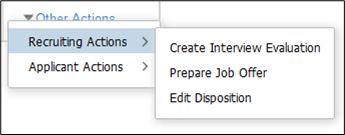 Other Actions
Recruiting Actions
Applicant Actions
Create Interview Evaluation
Prepare Job Offer
Edit Disposition